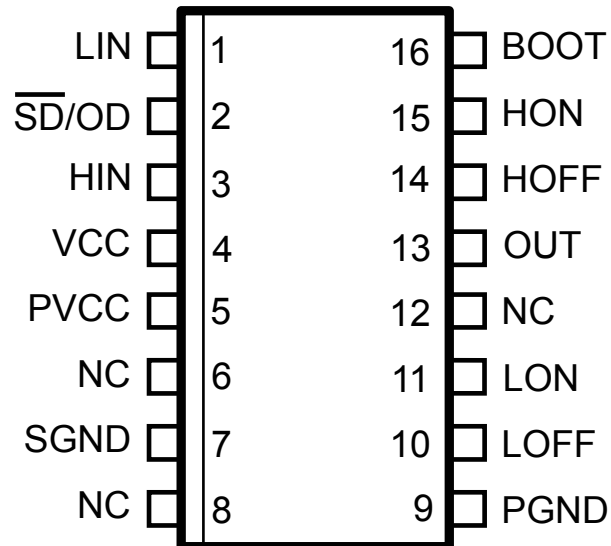 LIN 1 16 BOOT
S̅D̅/OD 2 15 HON
HIN 3 14 HOFF
VCC 4 13 OUT
PVCC 5 12 NC
NC 6 11 LON
SGND 7 10 LOFF
NC 8 9 PGND